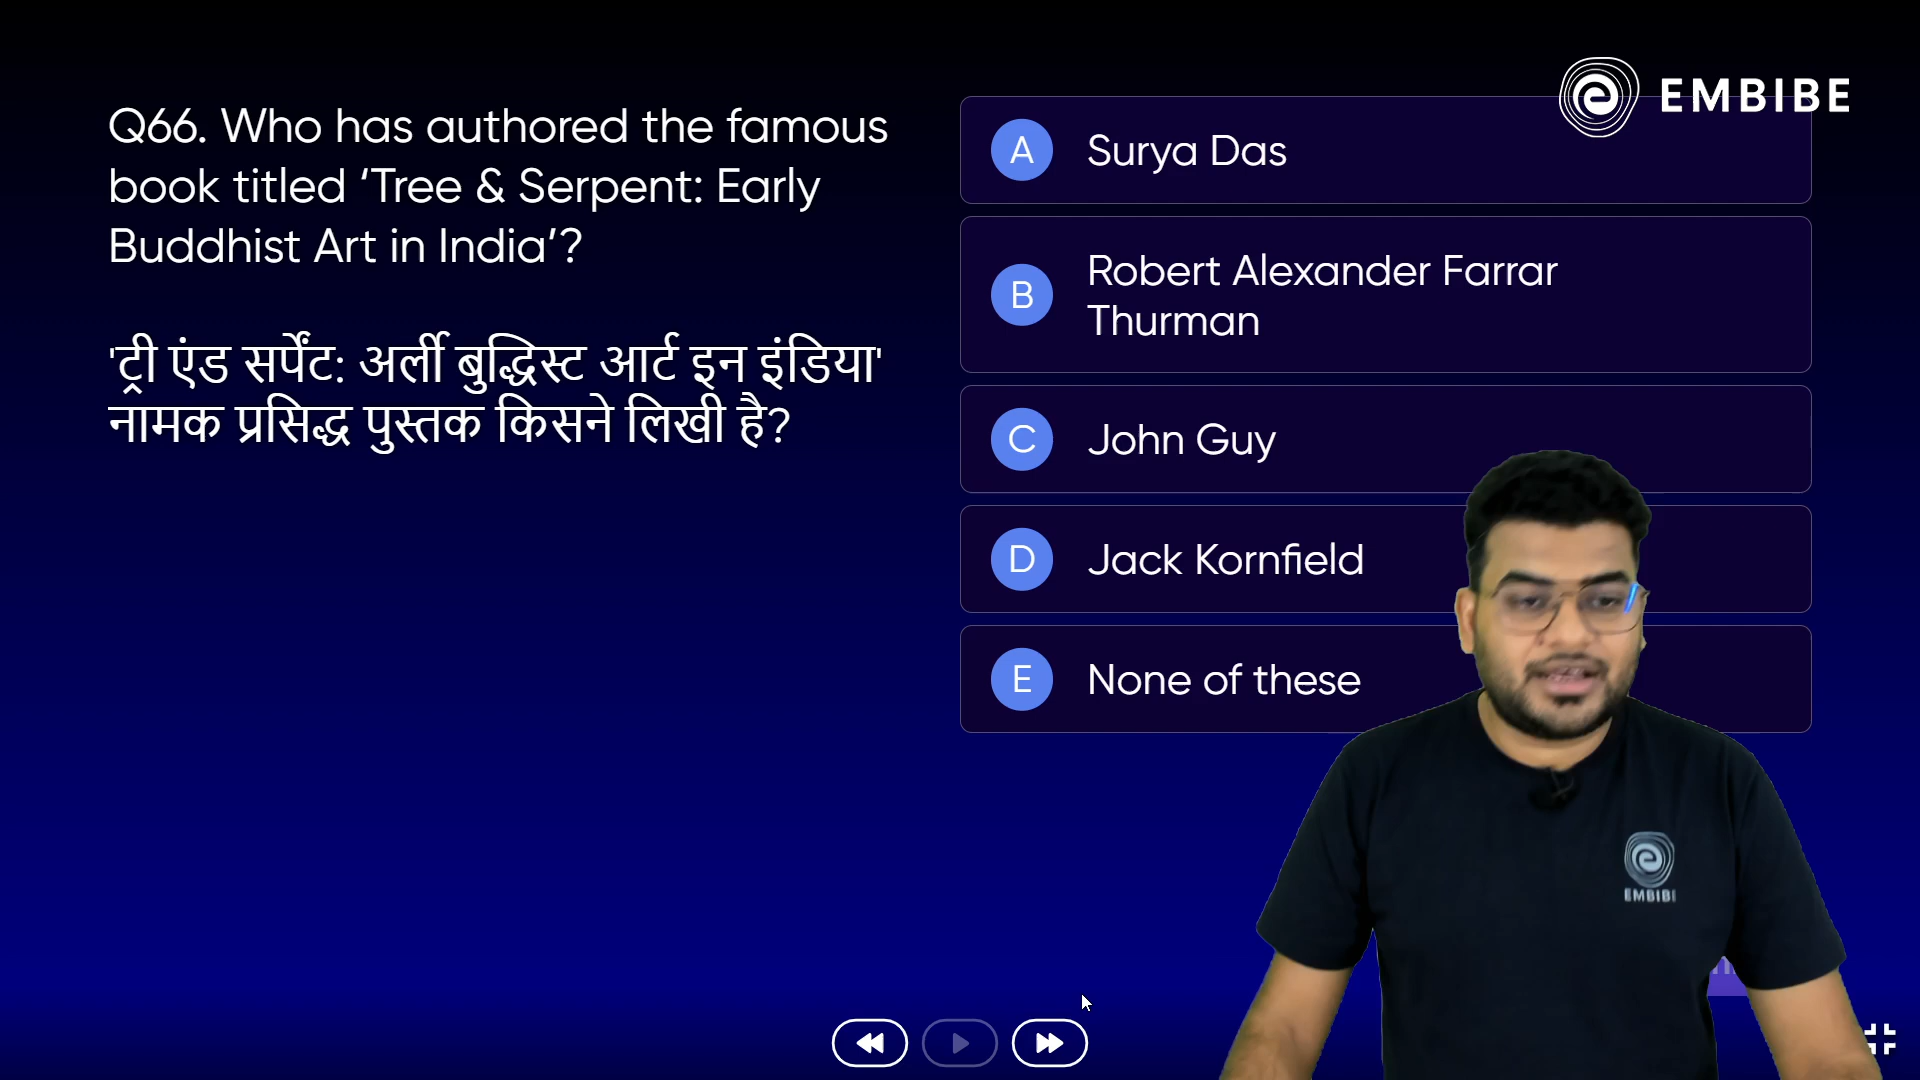 Q66. Who has authored the famous
book titled ‘Tree & Serpent: Early
Buddhist Art in India’?
'ट्री एंड सर्पेंट: अर्ली बुद्धिस्ट आर्ट इन इंडिया'
नामक प्रसिद्ध पुस्तक किसने लिखी है?
EMBIBE
A Surya Das
B Robert Alexander Farrar
Thurman
C John Guy
D Jack Kornfield
E None of these
EMBIBE